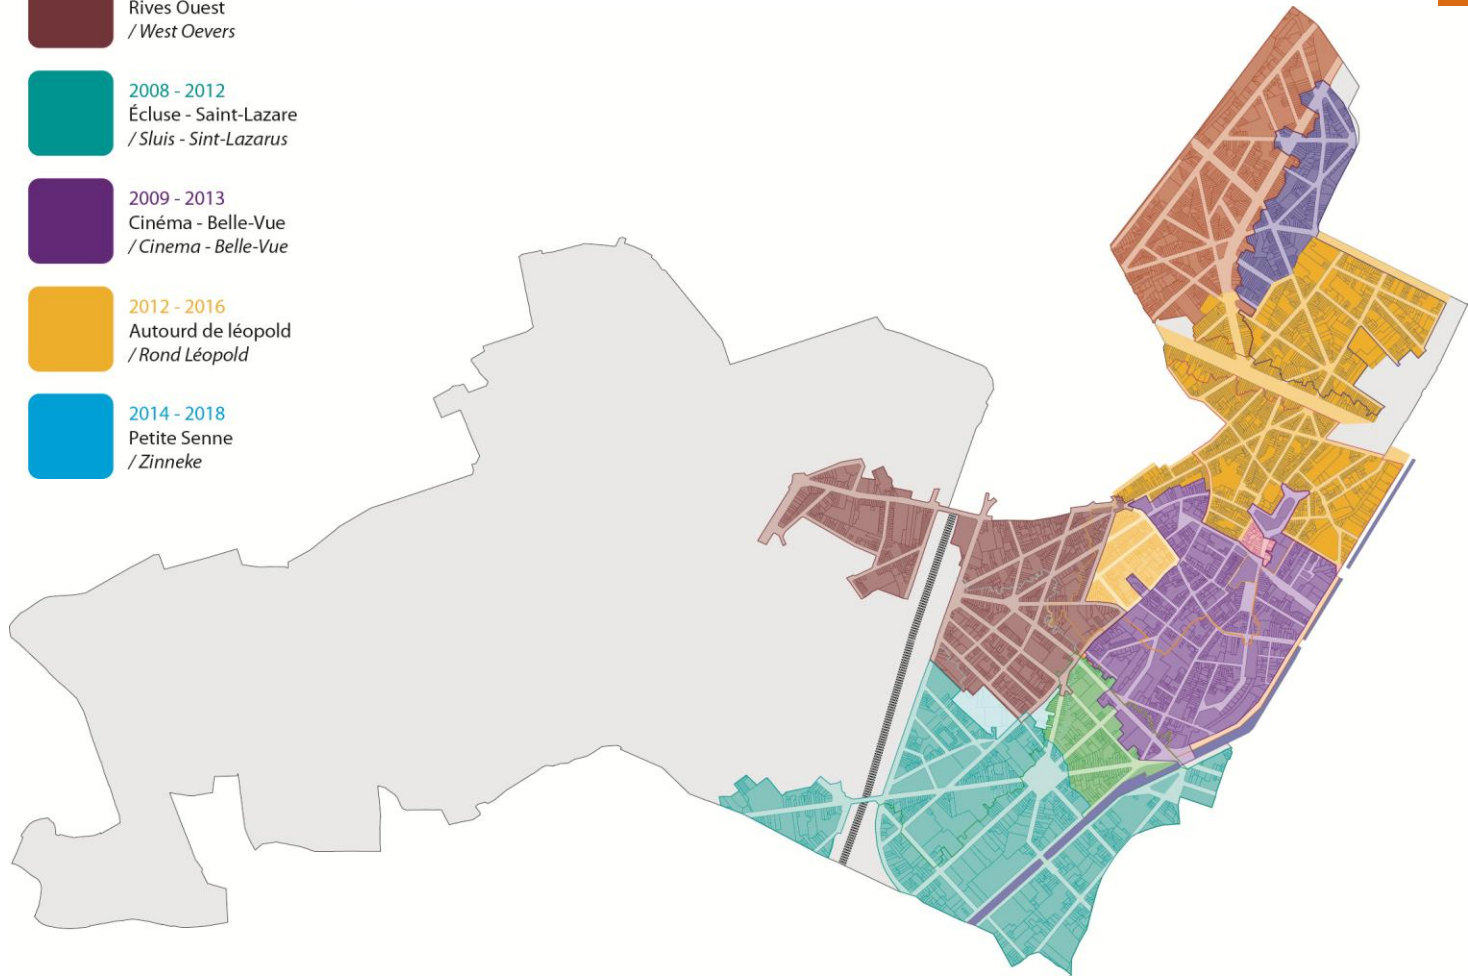 Rives Ouest
/ West Oevers
2008 - 2012
Écluse - Saint-Lazare
/ Sluis - Sint-Lazarus
2009 - 2013
Cinéma - Belle-Vue
/ Cinema - Belle-Vue
2012 - 2016
Autourd de léopold
/ Rond Léopold
2014 - 2018
Petite Senne
/ Zinneke